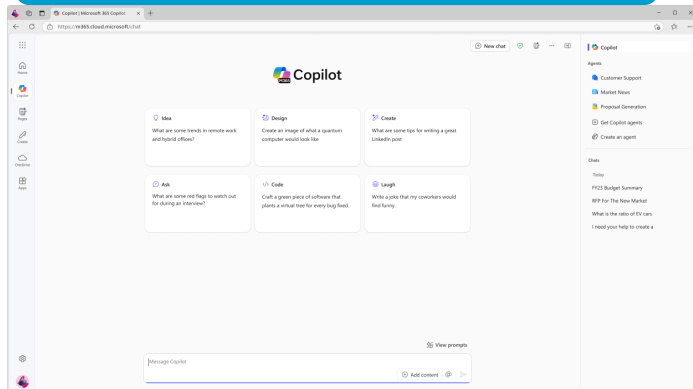 Copilot | Microsoft 365 Copilot
https://m365.cloud.microsoft/chat
New chat
Home
Copilot
Pages
Create
OneDrive
Apps
Copilot
M365
Idea
What are some trends in remote work
and hybrid offices?
Design
Create an image of what a quantum
computer would look like
Create
What are some tips for writing a great
LinkedIn post
Ask
What are some red flags to watch out
for during an interview?
Code
Craft a green piece of software that
plants a virtual tree for every bug fixed.
Laugh
Write a joke that my coworkers would
find funny.
View prompts
Message Copilot
Add content
Copilot
Agents
Customer Support
Market News
Proposal Generation
Get Copilot agents
Create an agent
Chats
Today
FY23 Budget Summary
RFP For The New Market
What is the ratio of EV cars
I need your help to create a